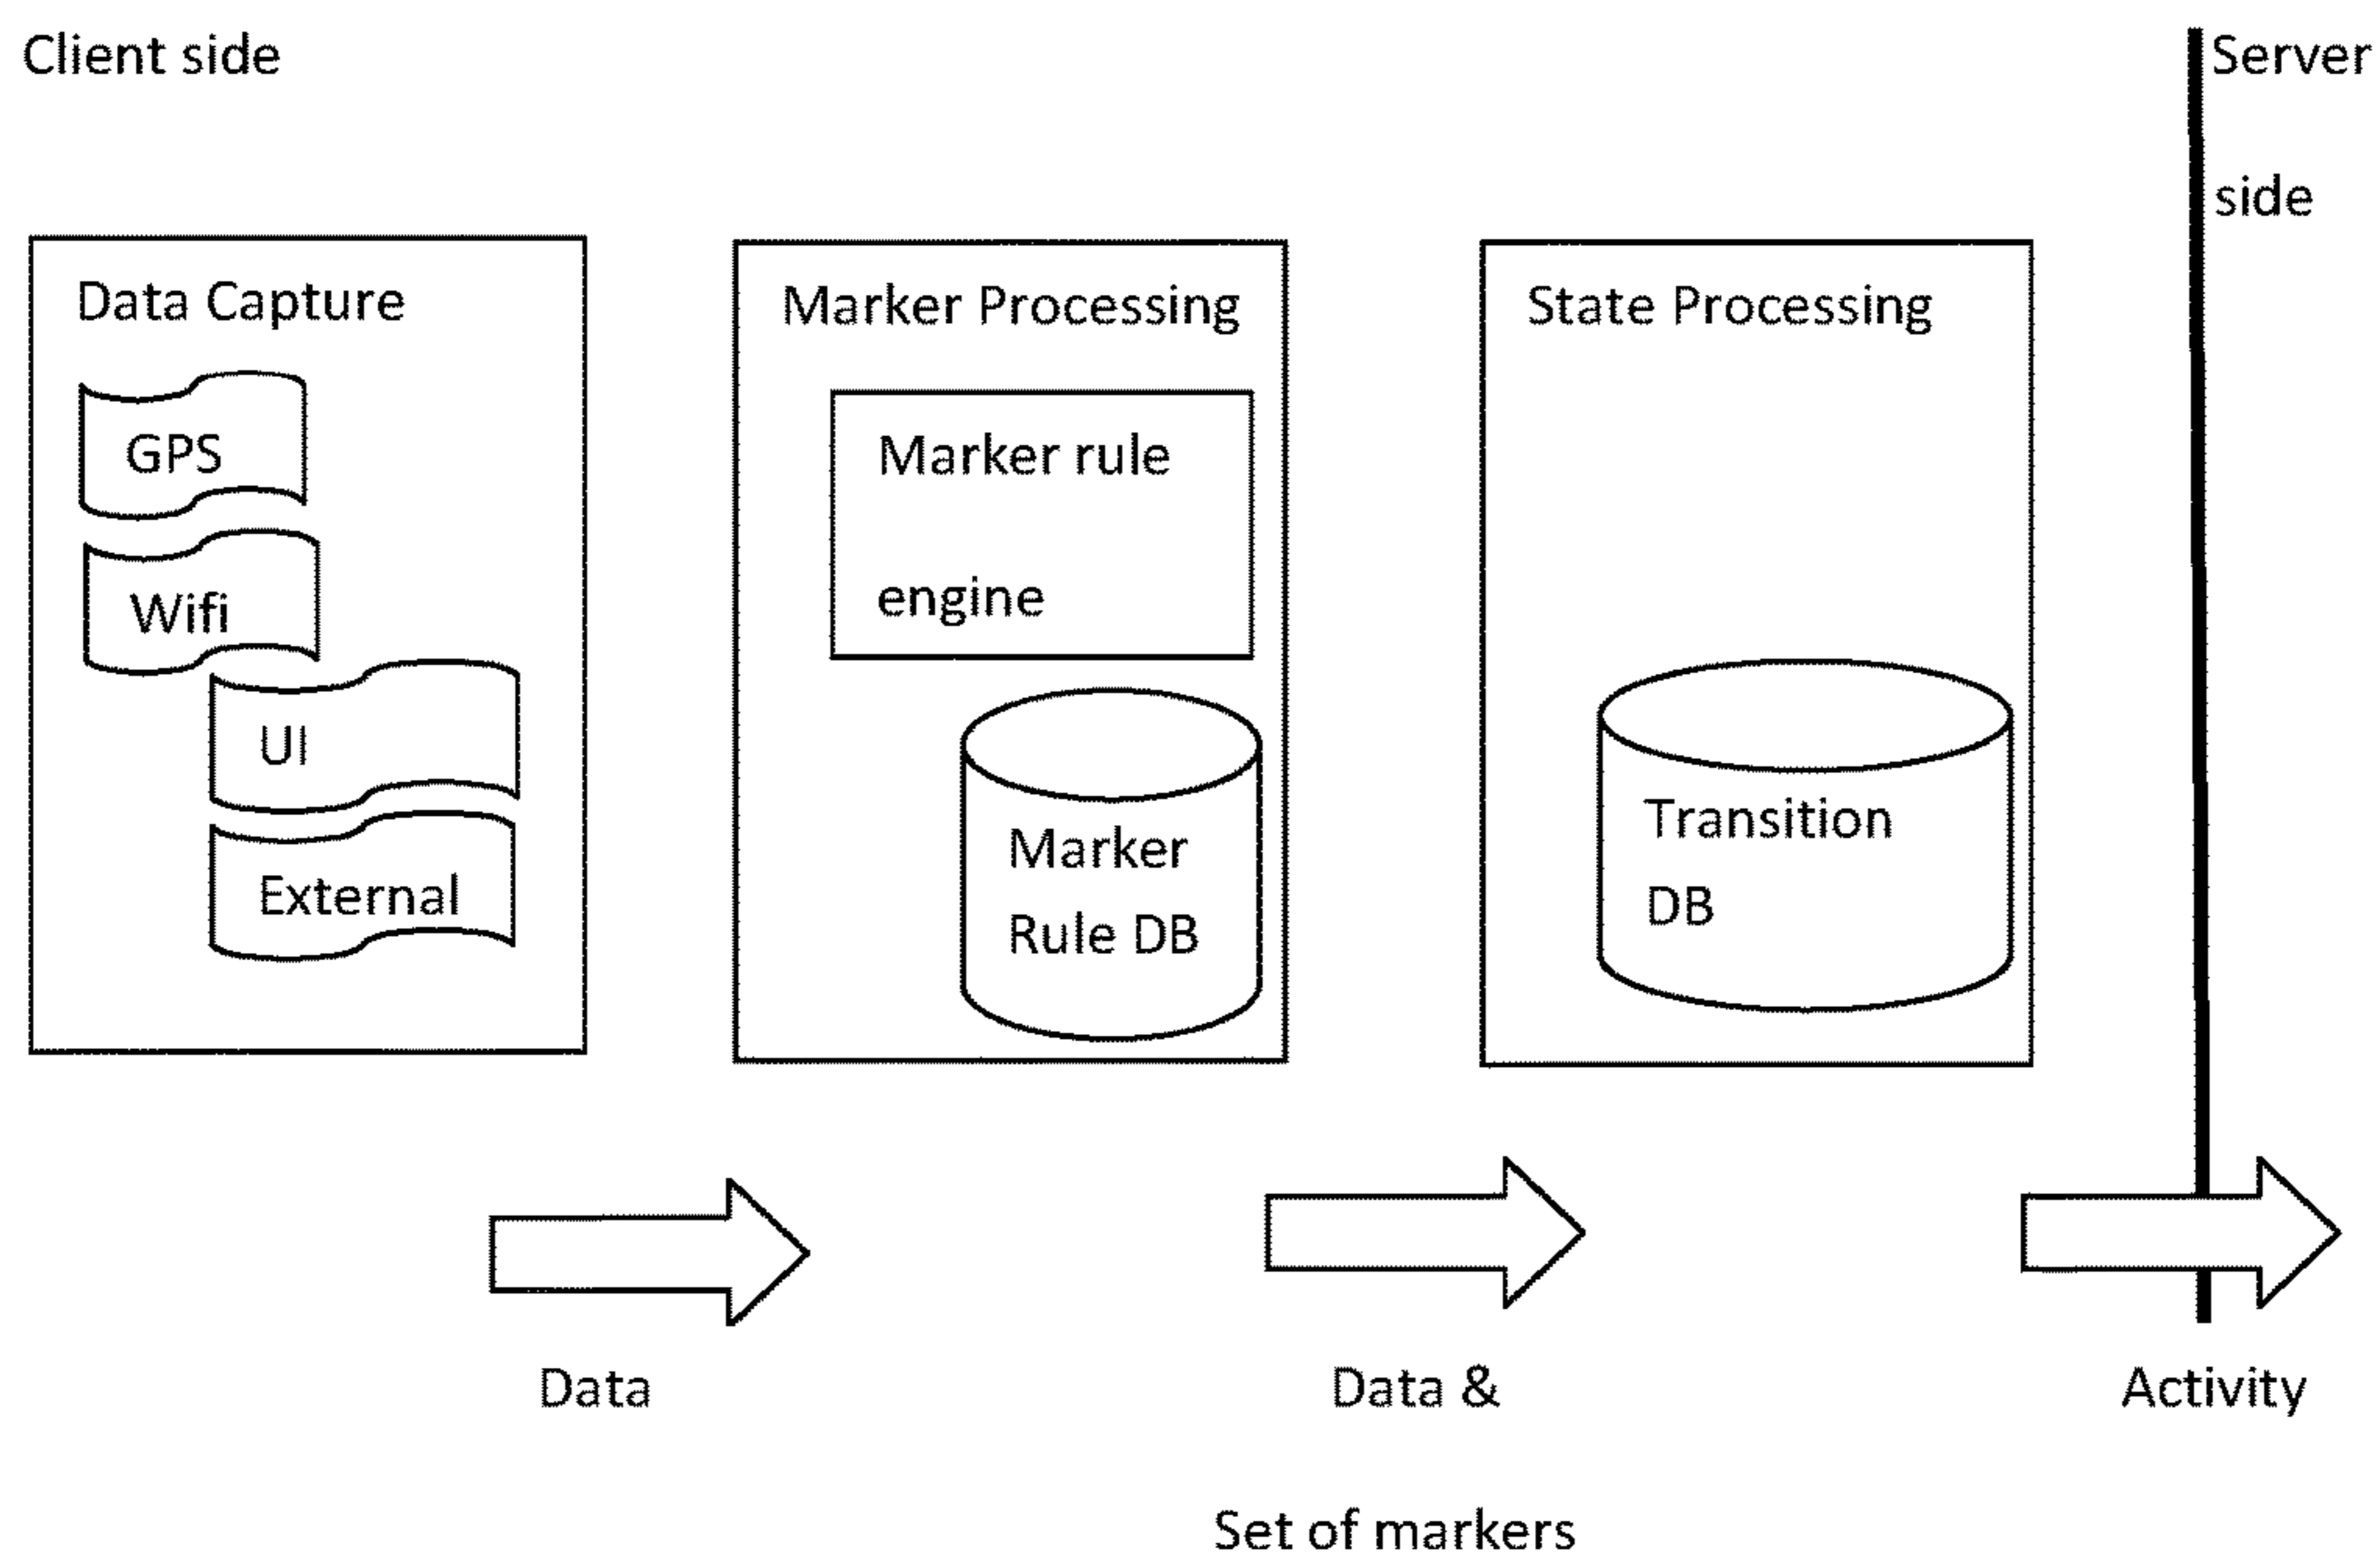 Client side
Server
side
Data Capture
GPS
Wifi
UI
External
Marker Processing
Marker rule
engine
Marker
Rule DB
State Processing
Transition
DB
Data
Data &
Set of markers
Activity